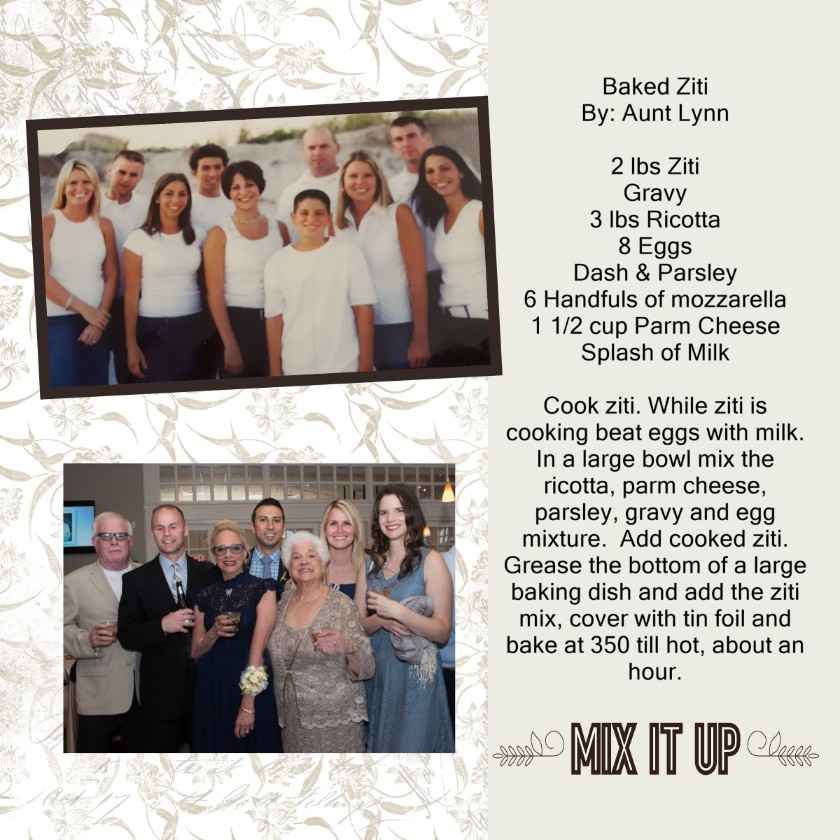 Baked Ziti
By: Aunt Lynn
2 lbs Ziti
Gravy
3 lbs Ricotta
8 Eggs
Dash & Parsley
6 Handfuls of mozzarella
1 1/2 cup Parm Cheese
Splash of Milk
Cook ziti. While ziti is
cooking beat eggs with milk.
In a large bowl mix the
ricotta, parm cheese,
parsley, gravy and egg
mixture.  Add cooked ziti.
Grease the bottom of a large
baking dish and add the ziti
mix, cover with tin foil and
bake at 350 till hot, about an
hour.
MIX IT UP